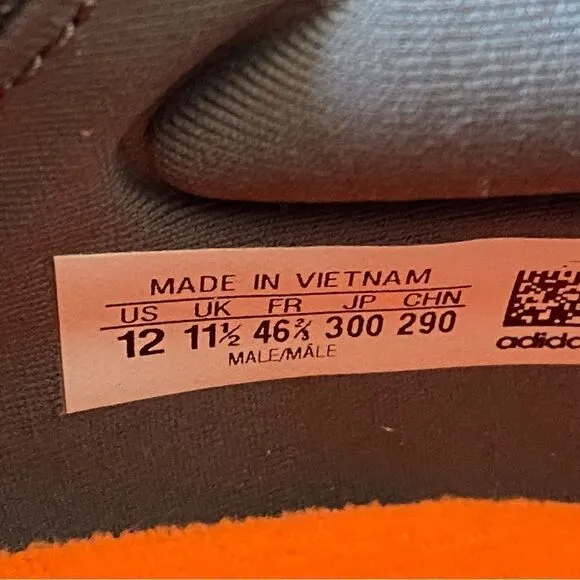 MADE IN VIETNAM
US UK FR JP CHN
12 11½ 46⅔ 300 290
MALE/MÂLE
adidas